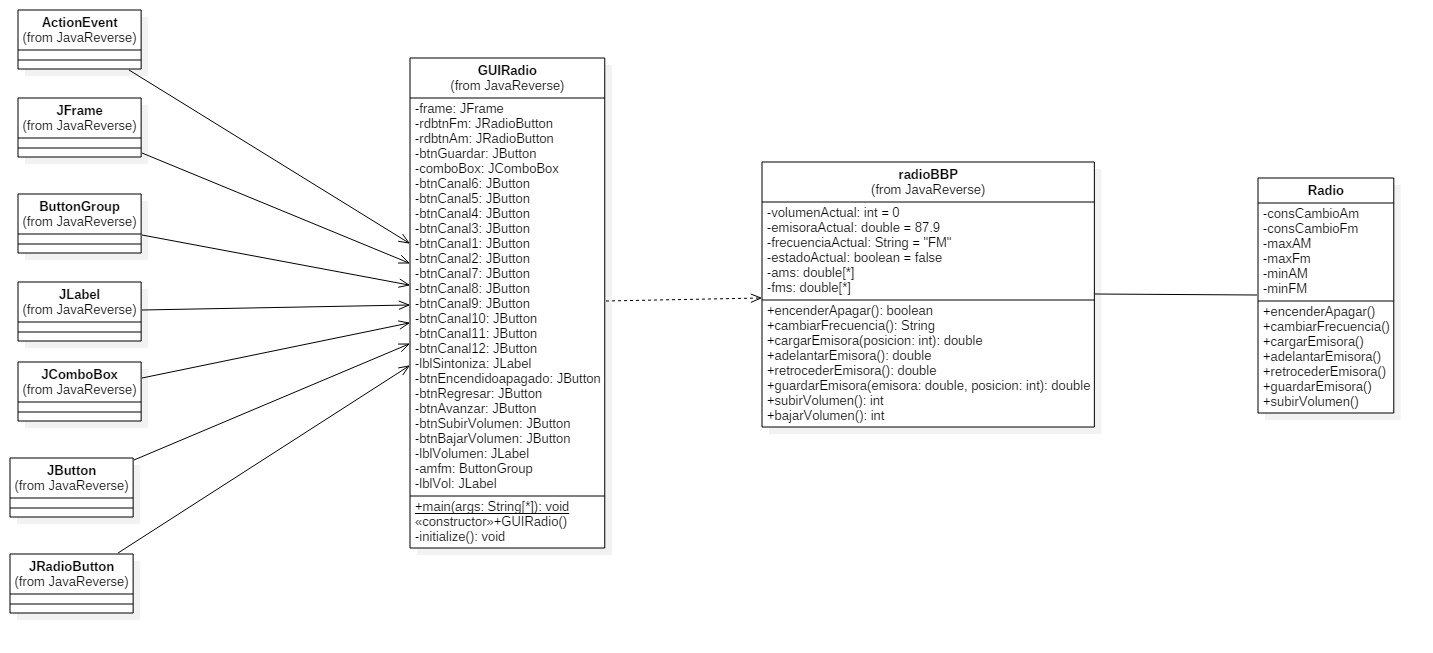 ActionEvent
(from JavaReverse)
JFrame
(from JavaReverse)
ButtonGroup
(from JavaReverse)
JLabel
(from JavaReverse)
JComboBox
(from JavaReverse)
JButton
(from JavaReverse)
JRadioButton
(from JavaReverse)
GUIRadio
(from JavaReverse)
-frame: JFrame
-rdbtnFm: JRadioButton
-rdbtnAm: JRadioButton
-btnGuardar: JButton
-comboBox: JComboBox
-btnCanal6: JButton
-btnCanal5: JButton
-btnCanal4: JButton
-btnCanal3: JButton
-btnCanal1: JButton
-btnCanal2: JButton
-btnCanal7: JButton
-btnCanal8: JButton
-btnCanal9: JButton
-btnCanal10: JButton
-btnCanal11: JButton
-btnCanal12: JButton
-lblSintoniza: JLabel
-btnEncendidoapagado: JButton
-btnRegresar: JButton
-btnAvanzar: JButton
-btnSubirVolumen: JButton
-btnBajarVolumen: JButton
-lblVolumen: JLabel
-amfm: ButtonGroup
-lblVol: JLabel
+main(args: String[*]): void
«constructor»+GUIRadio()
-initialize(): void
radioBBP
(from JavaReverse)
-volumenActual: int = 0
-emisoraActual: double = 87.9
-frecuenciaActual: String = "FM"
-estadoActual: boolean = false
-ams: double[*]
-fms: double[*]
+encenderApagar(): boolean
+cambiarFrecuencia(): String
+cargarEmisora(posicion: int): double
+adelantarEmisora(): double
+retrocederEmisora(): double
+guardarEmisora(emisora: double, posicion: int): double
+subirVolumen(): int
+bajarVolumen(): int
Radio
-consCambioAm
-consCambioFm
-maxAM
-maxFm
-minAM
-minFM
+encenderApagar()
+cambiarFrecuencia()
+cargarEmisora()
+adelantarEmisora()
+retrocederEmisora()
+guardarEmisora()
+subirVolumen()